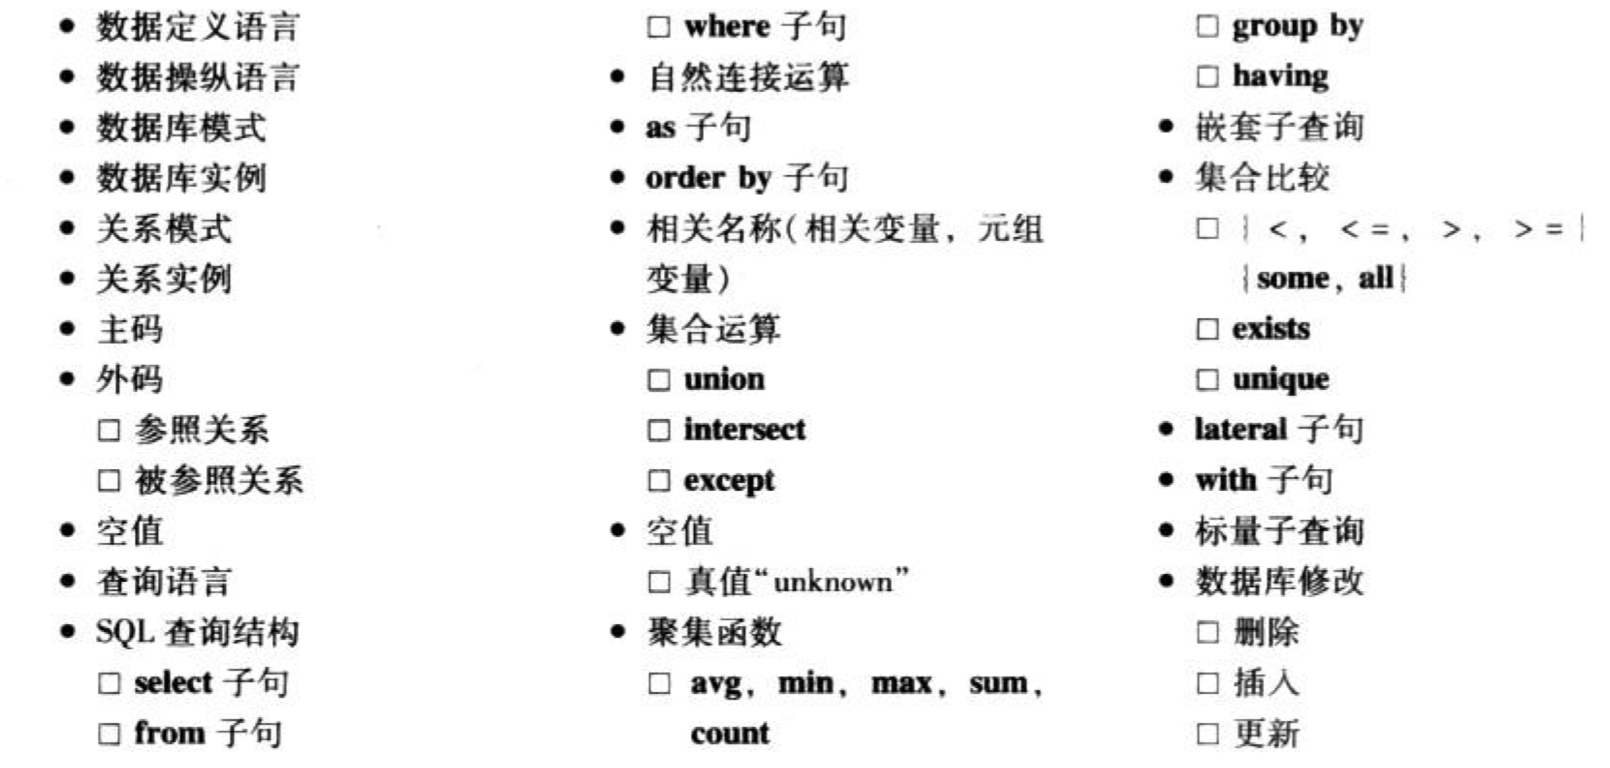 • 数据定义语言
• 数据操纵语言
• 数据库模式
• 数据库实例
• 关系模式
• 关系实例
• 主码
• 外码
□ 参照关系
□ 被参照关系
• 空值
• 查询语言
• SQL 查询结构
□ select 子句
□ from 子句
□ where 子句
• 自然连接运算
• as 子句
• order by 子句
• 相关名称(相关变量，元组
变量)
• 集合运算
□ union
□ intersect
□ except
• 空值
□ 真值“unknown”
• 聚集函数
□ avg，min，max，sum，
count
□ group by
□ having
• 嵌套子查询
• 集合比较
□ {<，<=，>，>=}
{some，all}
□ exists
□ unique
• lateral 子句
• with 子句
• 标量子查询
• 数据库修改
□ 删除
□ 插入
□ 更新